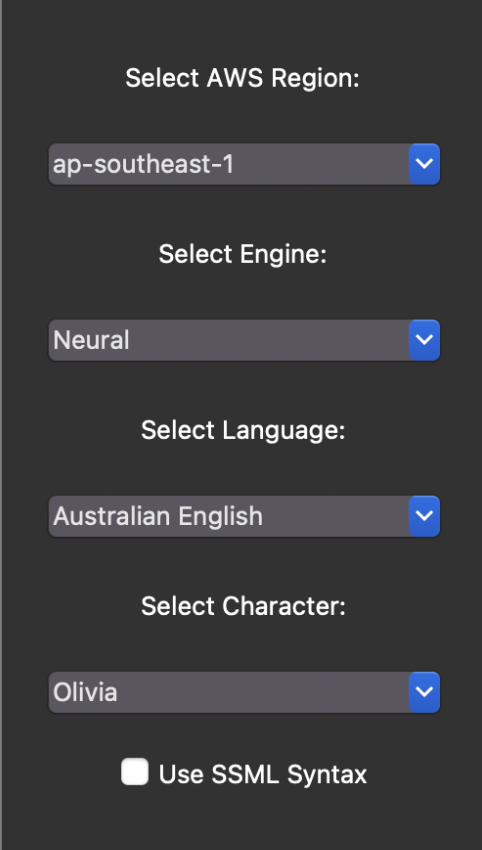 Select AWS Region:
ap-southeast-1
Select Engine:
Neural
Select Language:
Australian English
Select Character:
Olivia
Use SSML Syntax